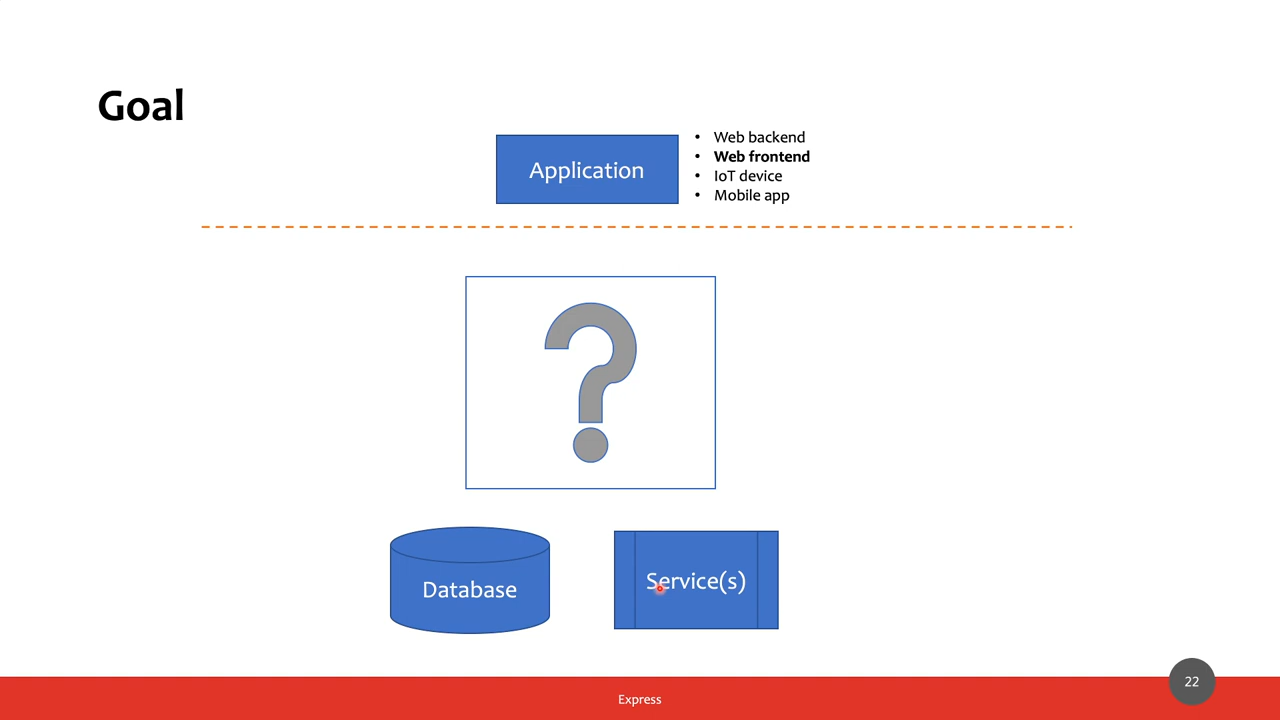 Goal
Application
• Web backend
• Web frontend
• IoT device
• Mobile app
?
Database
Service(s)
Express
22